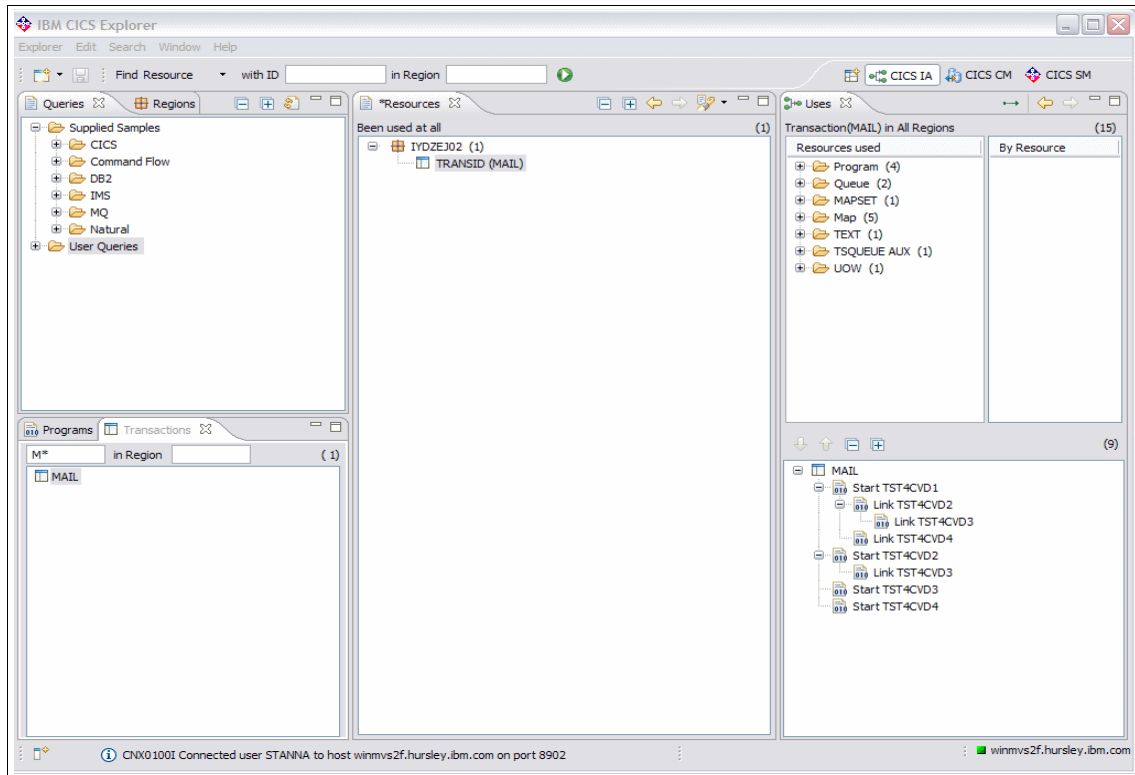 IBM CICS Explorer
Explorer Edit Search Window Help
Find Resource with ID in Region
CICS IA CICS CM CICS SM
Queries Regions
Supplied Samples
CICS
Command Flow
DB2
IMS
MQ
Natural
User Queries
Programs Transactions
M* in Region ( 1)
MAIL
*Resources
Been used at all (1)
IYDZEJ02 (1)
TRANSID (MAIL)
Uses
Transaction(MAIL) in All Regions (15)
Resources used By Resource
Program (4)
Queue (2)
MAPSET (1)
Map (5)
TEXT (1)
TSQUEUE AUX (1)
UOW (1)
(9)
MAIL
Start TST4CVD1
Link TST4CVD2
Link TST4CVD3
Link TST4CVD4
Start TST4CVD2
Link TST4CVD3
Start TST4CVD3
Start TST4CVD4
CNX0100I Connected user STANNA to host winmvs2f.hursley.ibm.com on port 8902
winmvs2f.hursley.ibm.com